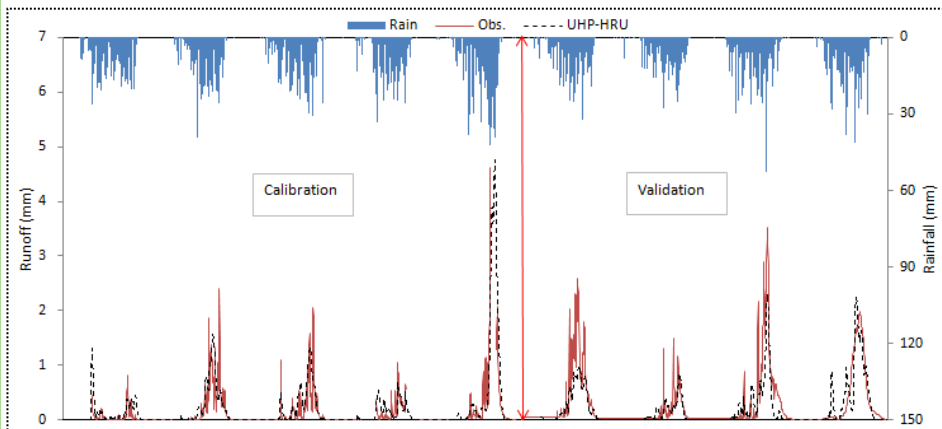 Rain Obs. UHP-HRU
7 0
6 30
5
4 60
3 90
2
1 120
0 150
Runoff (mm)
Rainfall (mm)
Calibration
Validation